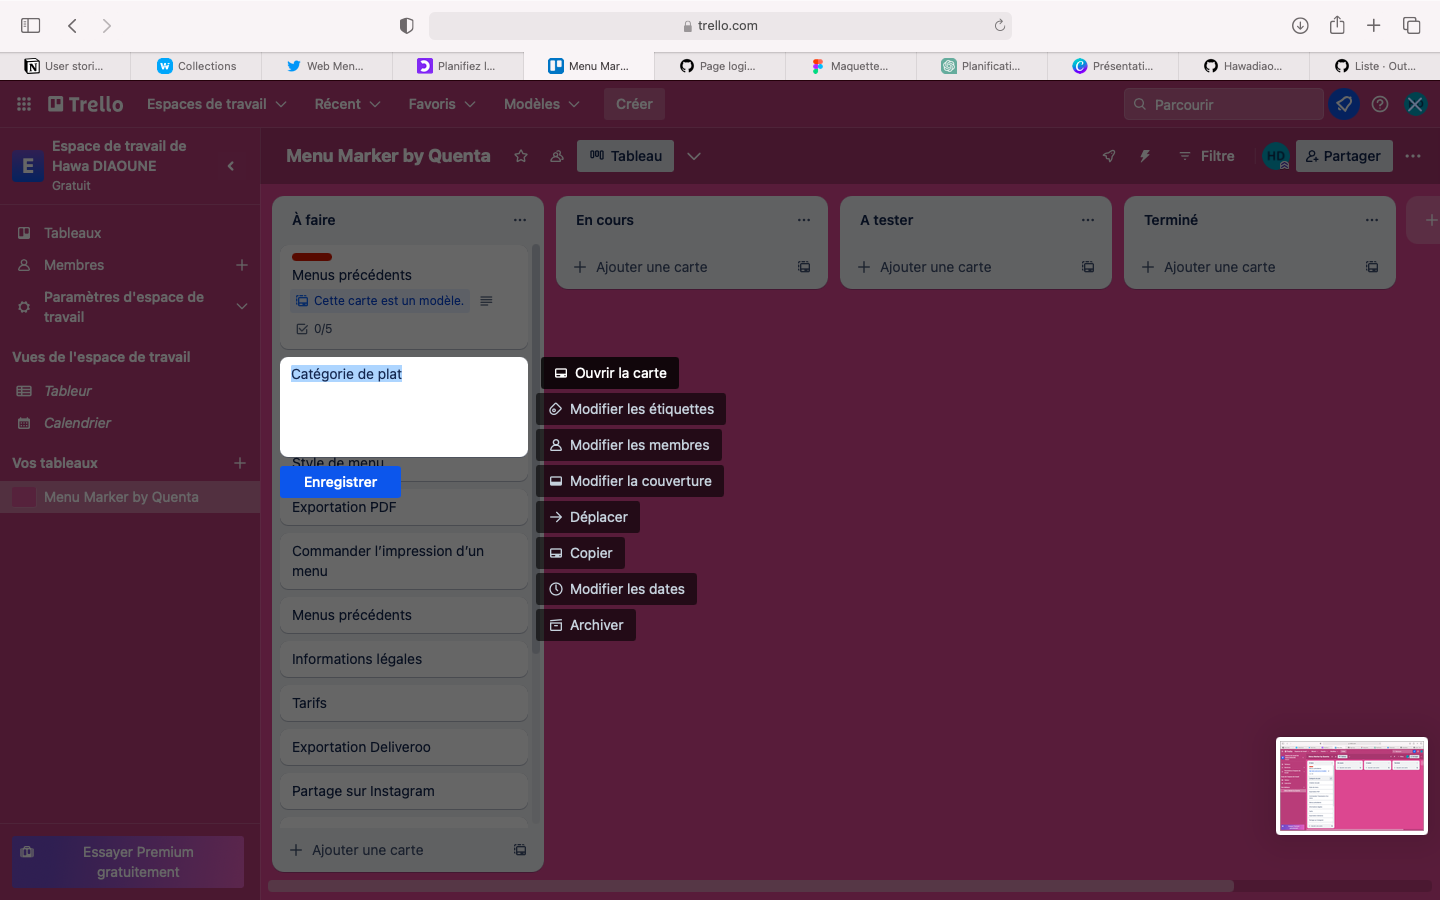 trello.com
User stori...
Collections
Web Men...
Planifiez l...
Menu Mar...
Page logi...
Maquette...
Planificati...
Présentati...
Hawadiao...
Liste · Out...
Trello
Espaces de travail
Récent
Favoris
Modèles
Créer
Parcourir
E
Espace de travail de
Hawa DIAOUNE
Gratuit
Menu Marker by Quenta
Tableau
Filtre
HD
Partager
Tableaux
Membres
Paramètres d'espace de
travail
Vues de l'espace de travail
Tableur
Calendrier
Vos tableaux
Menu Marker by Quenta
Essayer Premium
gratuitement
À faire
Menus précédents
Cette carte est un modèle.
0/5
Catégorie de plat
Style de menu
Enregistrer
Exportation PDF
Commander l'impression d'un
menu
Menus précédents
Informations légales
Tarifs
Exportation Deliveroo
Partage sur Instagram
Ajouter une carte
Ouvrir la carte
Modifier les étiquettes
Modifier les membres
Modifier la couverture
Déplacer
Copier
Modifier les dates
Archiver
En cours
Ajouter une carte
A tester
Ajouter une carte
Terminé
Ajouter une carte